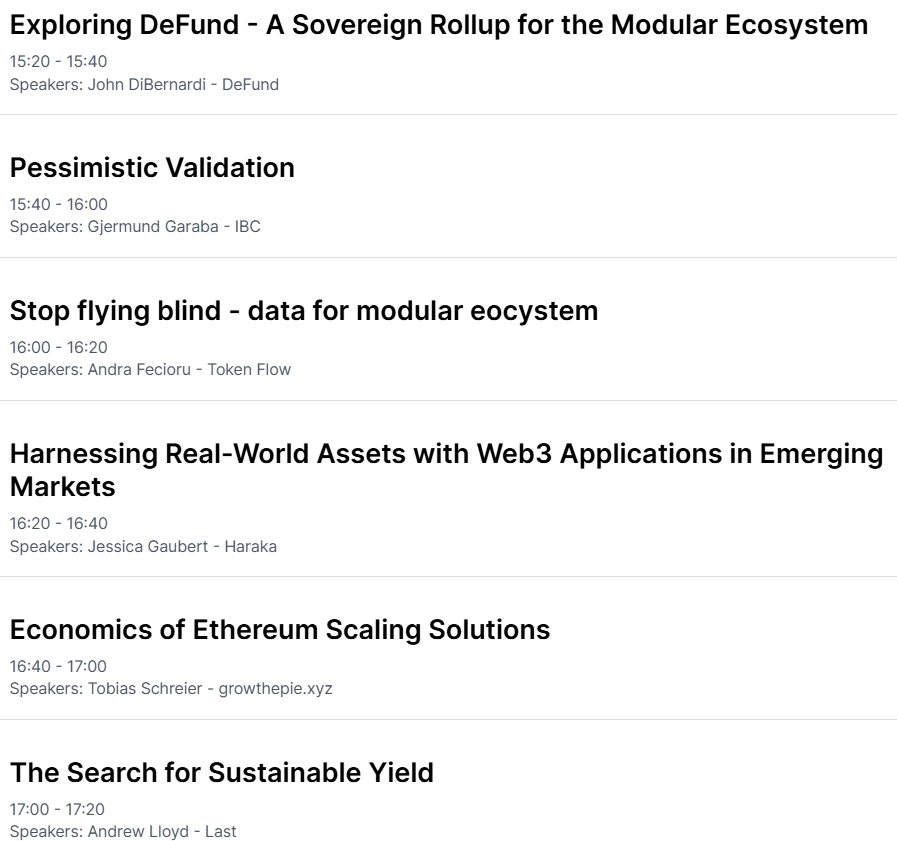 Exploring DeFund - A Sovereign Rollup for the Modular Ecosystem
15:20 - 15:40
Speakers: John DiBernardi - DeFund
Pessimistic Validation
15:40 - 16:00
Speakers: Gjermund Garaba - IBC
Stop flying blind - data for modular eocystem
16:00 - 16:20
Speakers: Andra Fecioru - Token Flow
Harnessing Real-World Assets with Web3 Applications in Emerging
Markets
16:20 - 16:40
Speakers: Jessica Gaubert - Haraka
Economics of Ethereum Scaling Solutions
16:40 - 17:00
Speakers: Tobias Schreier - growthepie.xyz
The Search for Sustainable Yield
17:00 - 17:20
Speakers: Andrew Lloyd - Last